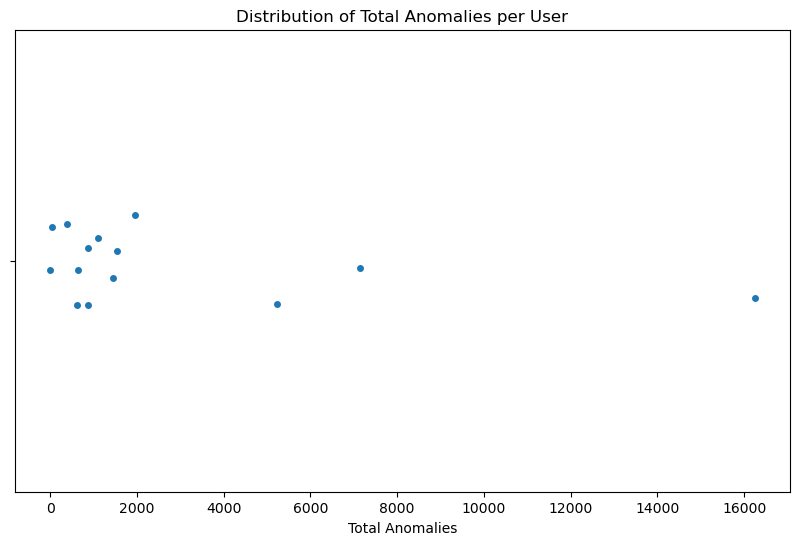 Distribution of Total Anomalies per User
0 2000 4000 6000 8000 10000 12000 14000 16000
Total Anomalies